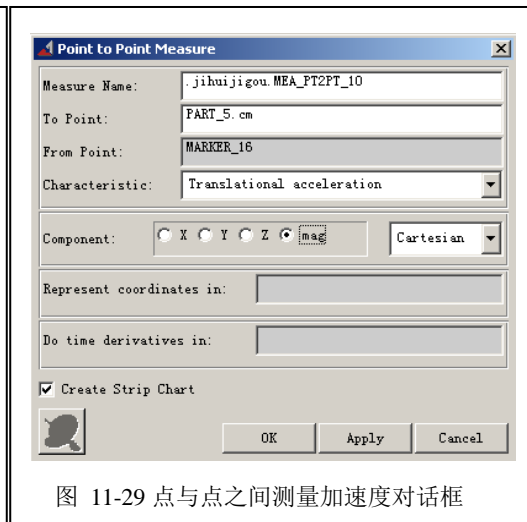 Point to Point Measure
Measure Name: .jihuijigou.MEA_PT2PT_10
To Point: PART_5.cm
From Point: MARKER_16
Characteristic: Translational acceleration
Component: X Y Z mag Cartesian
Represent coordinates in:
Do time derivatives in:
Create Strip Chart
OK Apply Cancel
图 11-29 点与点之间测量加速度对话框